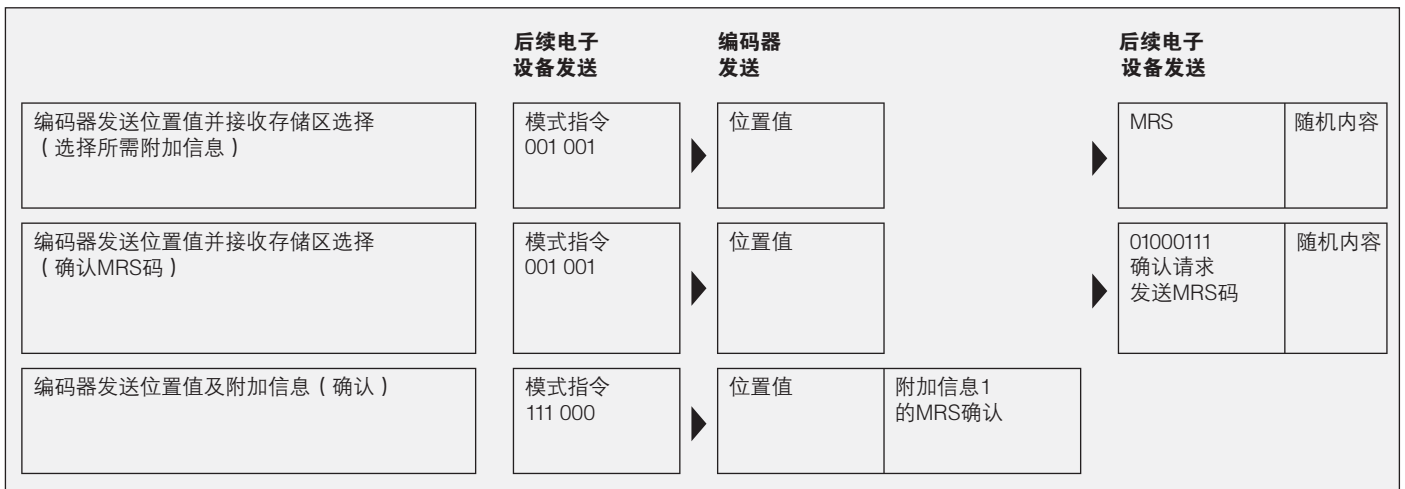 后续电子
设备发送
编码器
发送
后续电子
设备发送
编码器发送位置值并接收存储区选择
（选择所需附加信息）
模式指令
001 001
位置值
MRS
随机内容
编码器发送位置值并接收存储区选择
（确认MRS码）
模式指令
001 001
位置值
01000111
确认请求
发送MRS码
随机内容
编码器发送位置值及附加信息（确认）
模式指令
111 000
位置值
附加信息1
的MRS确认